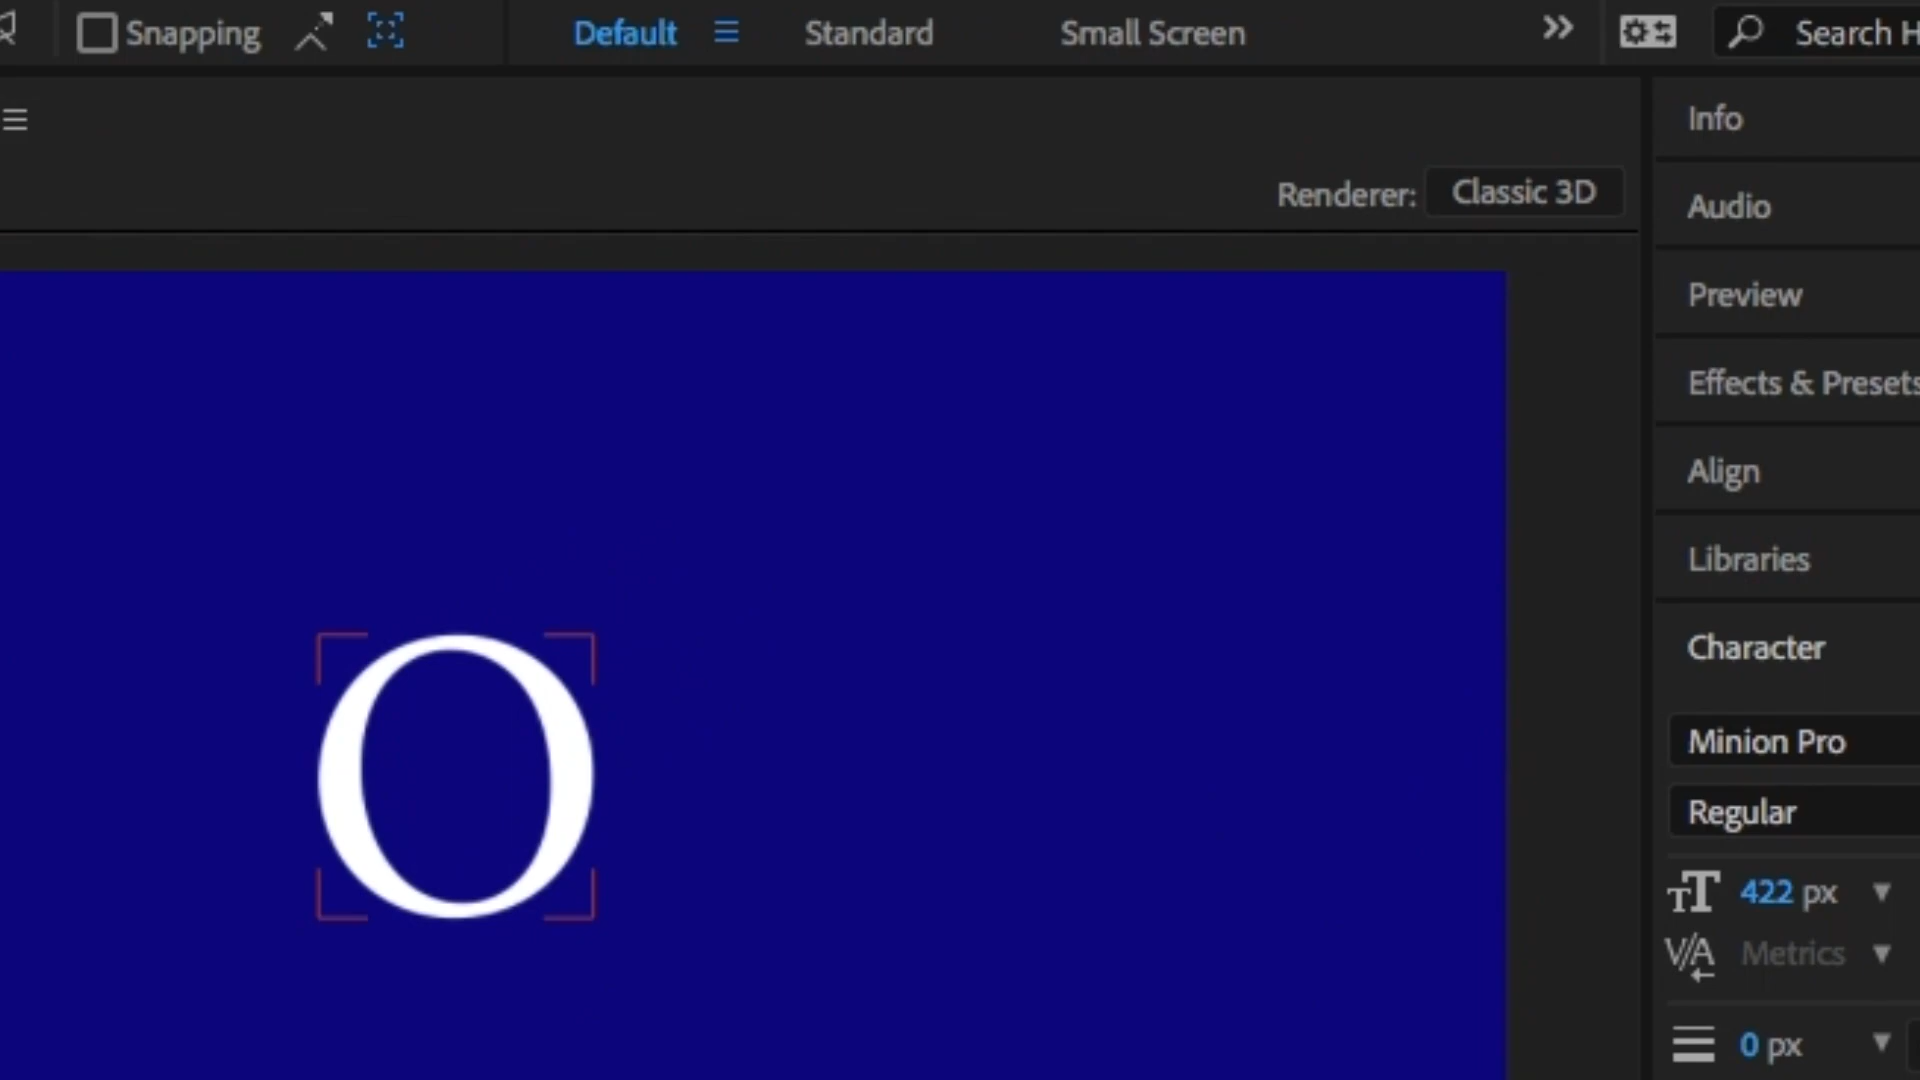 Snapping
Default
Standard
Small Screen
Search H
Info
Renderer: Classic 3D
Audio
Preview
Effects & Presets
Align
Libraries
O
Character
Minion Pro
Regular
422 px
Metrics
0 px